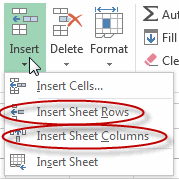 Insert Delete Format
Insert Cells...
Insert Sheet Rows
Insert Sheet Columns
Insert Sheet